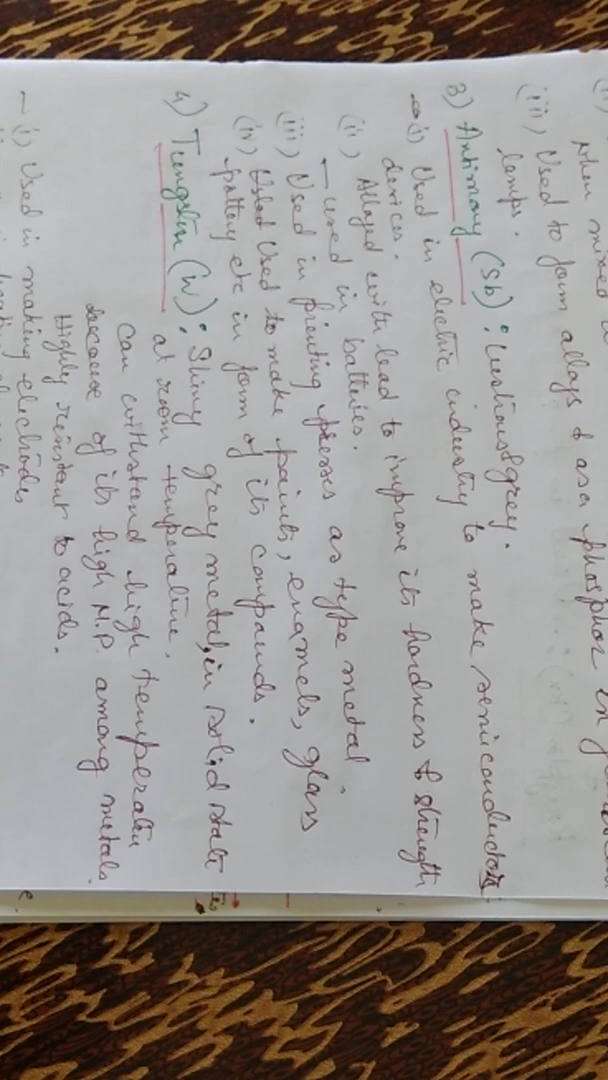 (ii) when mixed
(iii) Used to form alloys & as a phosphor in
lamps.
3) Antimony (Sb): Lustrous & grey.
(i) Used in electric industry to make semiconductors
devices.
(ii) Alloyed with lead to improve its hardness & strength
– used in batteries.
(iii) Used in printing presses as type metal
(iv) Used to make paints, enamels, glass
pottery etc in form of its compounds.
4) Tungsten (W): Shiny grey metal, in solid state
at room temperature.
can withstand high temperature
because of its high M.P. among metals.
Highly resistant to acids.
– (i) Used in making electrodes